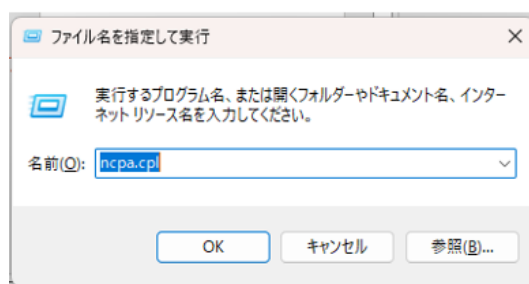 ファイル名を指定して実行
実行するプログラム名、または開くフォルダーやドキュメント名、インター
ネット リソース名を入力してください。
名前(O): ncpa.cpl
OK キャンセル 参照(B)...